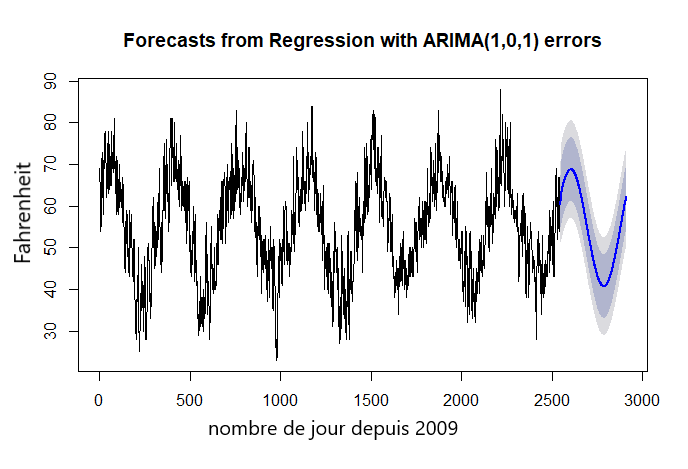 Forecasts from Regression with ARIMA(1,0,1) errors
Fahrenheit
90
80
70
60
50
40
30
0 500 1000 1500 2000 2500 3000
nombre de jour depuis 2009